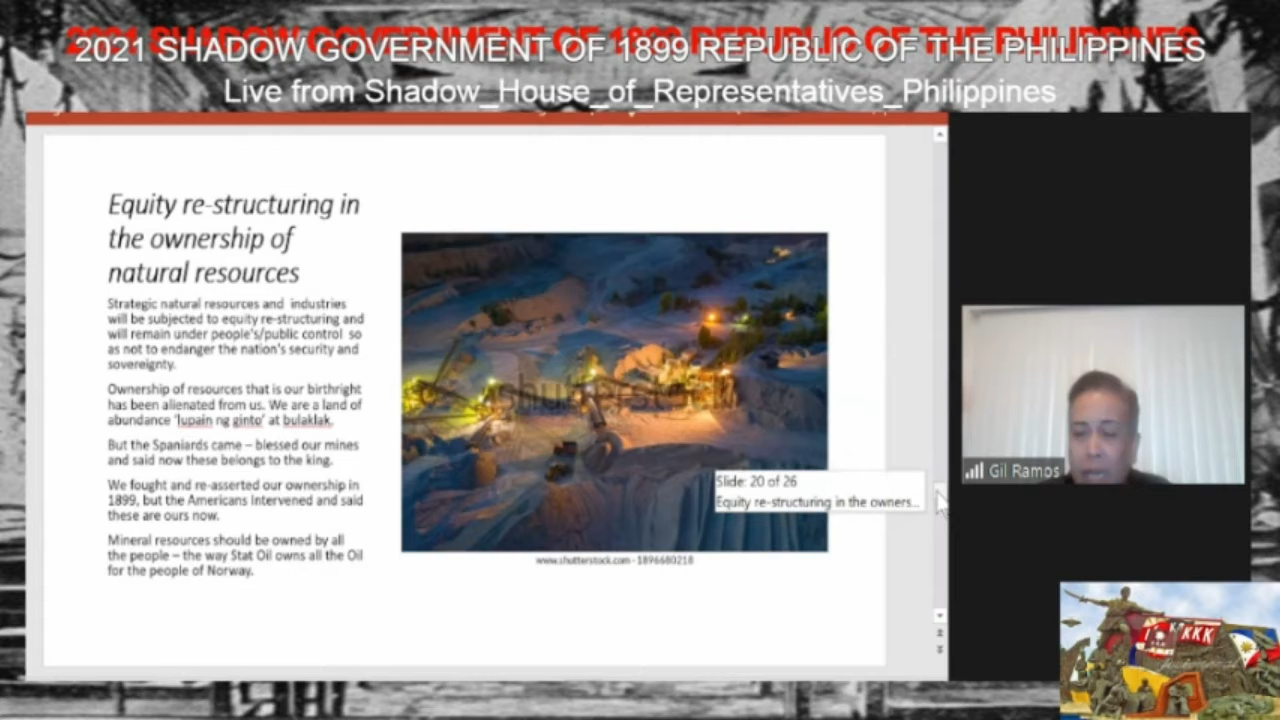 2021 SHADOW GOVERNMENT OF 1899 REPUBLIC OF THE PHILIPPINES
Live from Shadow_House_of_Representatives_Philippines
Equity re-structuring in
the ownership of
natural resources
Strategic natural resources and industries
will be subjected to equity re-structuring and
will remain under people's/public control so
as not to endanger the nation's security and
sovereignty.
Ownership of resources that is our birthright
has been alienated from us. We are a land of
abundance 'lupain ng ginto' at bulaklak.
But the Spaniards came – blessed our mines
and said now these belongs to the king.
We fought and re-asserted our ownership in
1899, but the Americans Intervened and said
these are ours now.
Mineral resources should be owned by all
the people – the way Stat Oil owns all the Oil
for the people of Norway.
shutterstock
www.shutterstock.com · 1896680218
Slide: 20 of 26
Equity re-structuring in the owners...
Gil Ramos
KKK